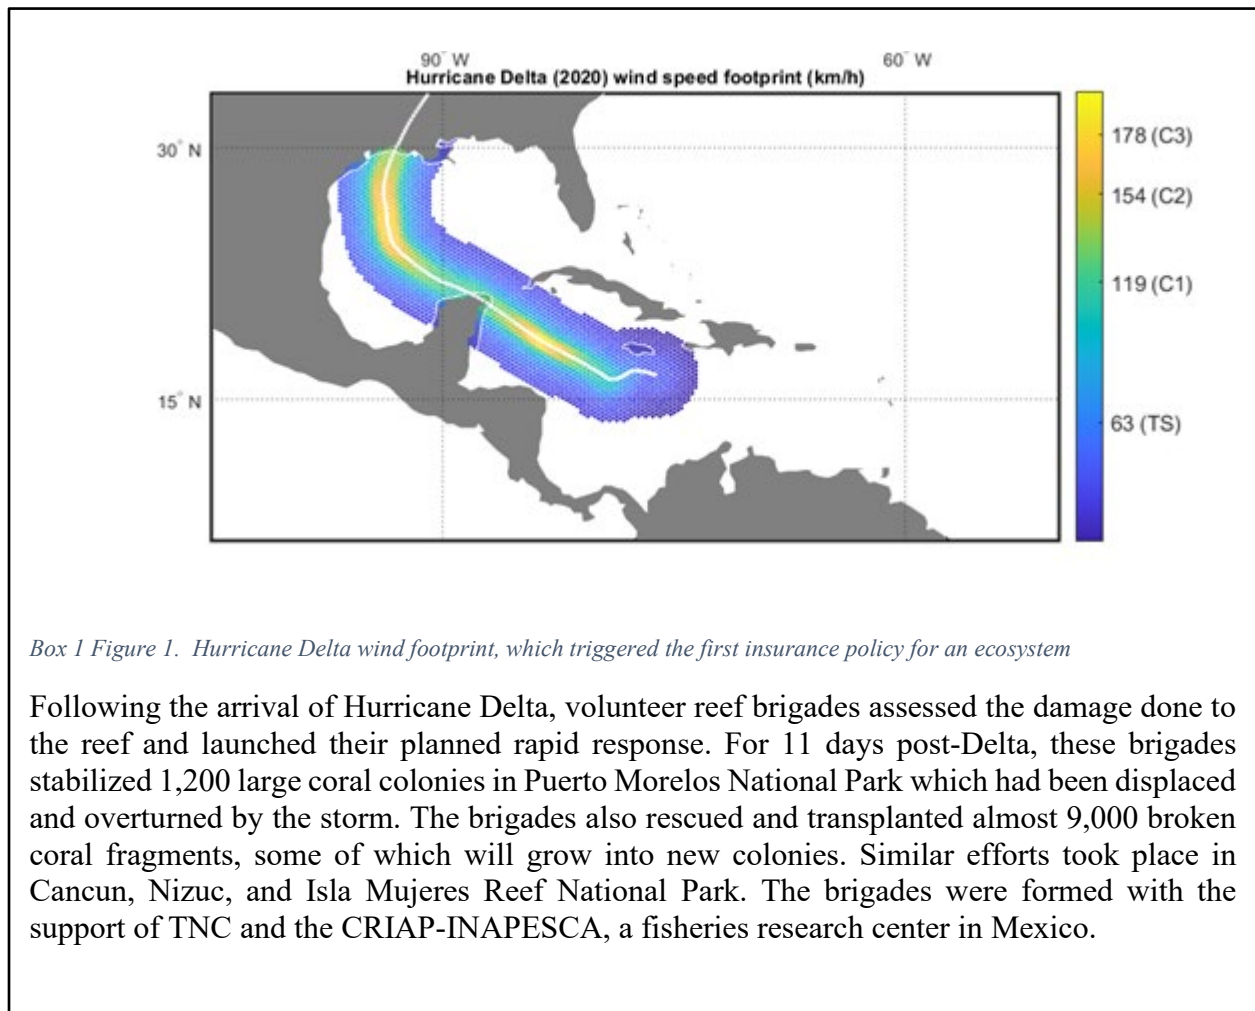 90° W
60° W
Hurricane Delta (2020) wind speed footprint (km/h)
30° N
15° N
178 (C3)
154 (C2)
119 (C1)
63 (TS)
Box 1 Figure 1.  Hurricane Delta wind footprint, which triggered the first insurance policy for an ecosystem
Following the arrival of Hurricane Delta, volunteer reef brigades assessed the damage done to
the reef and launched their planned rapid response. For 11 days post-Delta, these brigades
stabilized 1,200 large coral colonies in Puerto Morelos National Park which had been displaced
and overturned by the storm. The brigades also rescued and transplanted almost 9,000 broken
coral fragments, some of which will grow into new colonies. Similar efforts took place in
Cancun, Nizuc, and Isla Mujeres Reef National Park. The brigades were formed with the
support of TNC and the CRIAP-INAPESCA, a fisheries research center in Mexico.